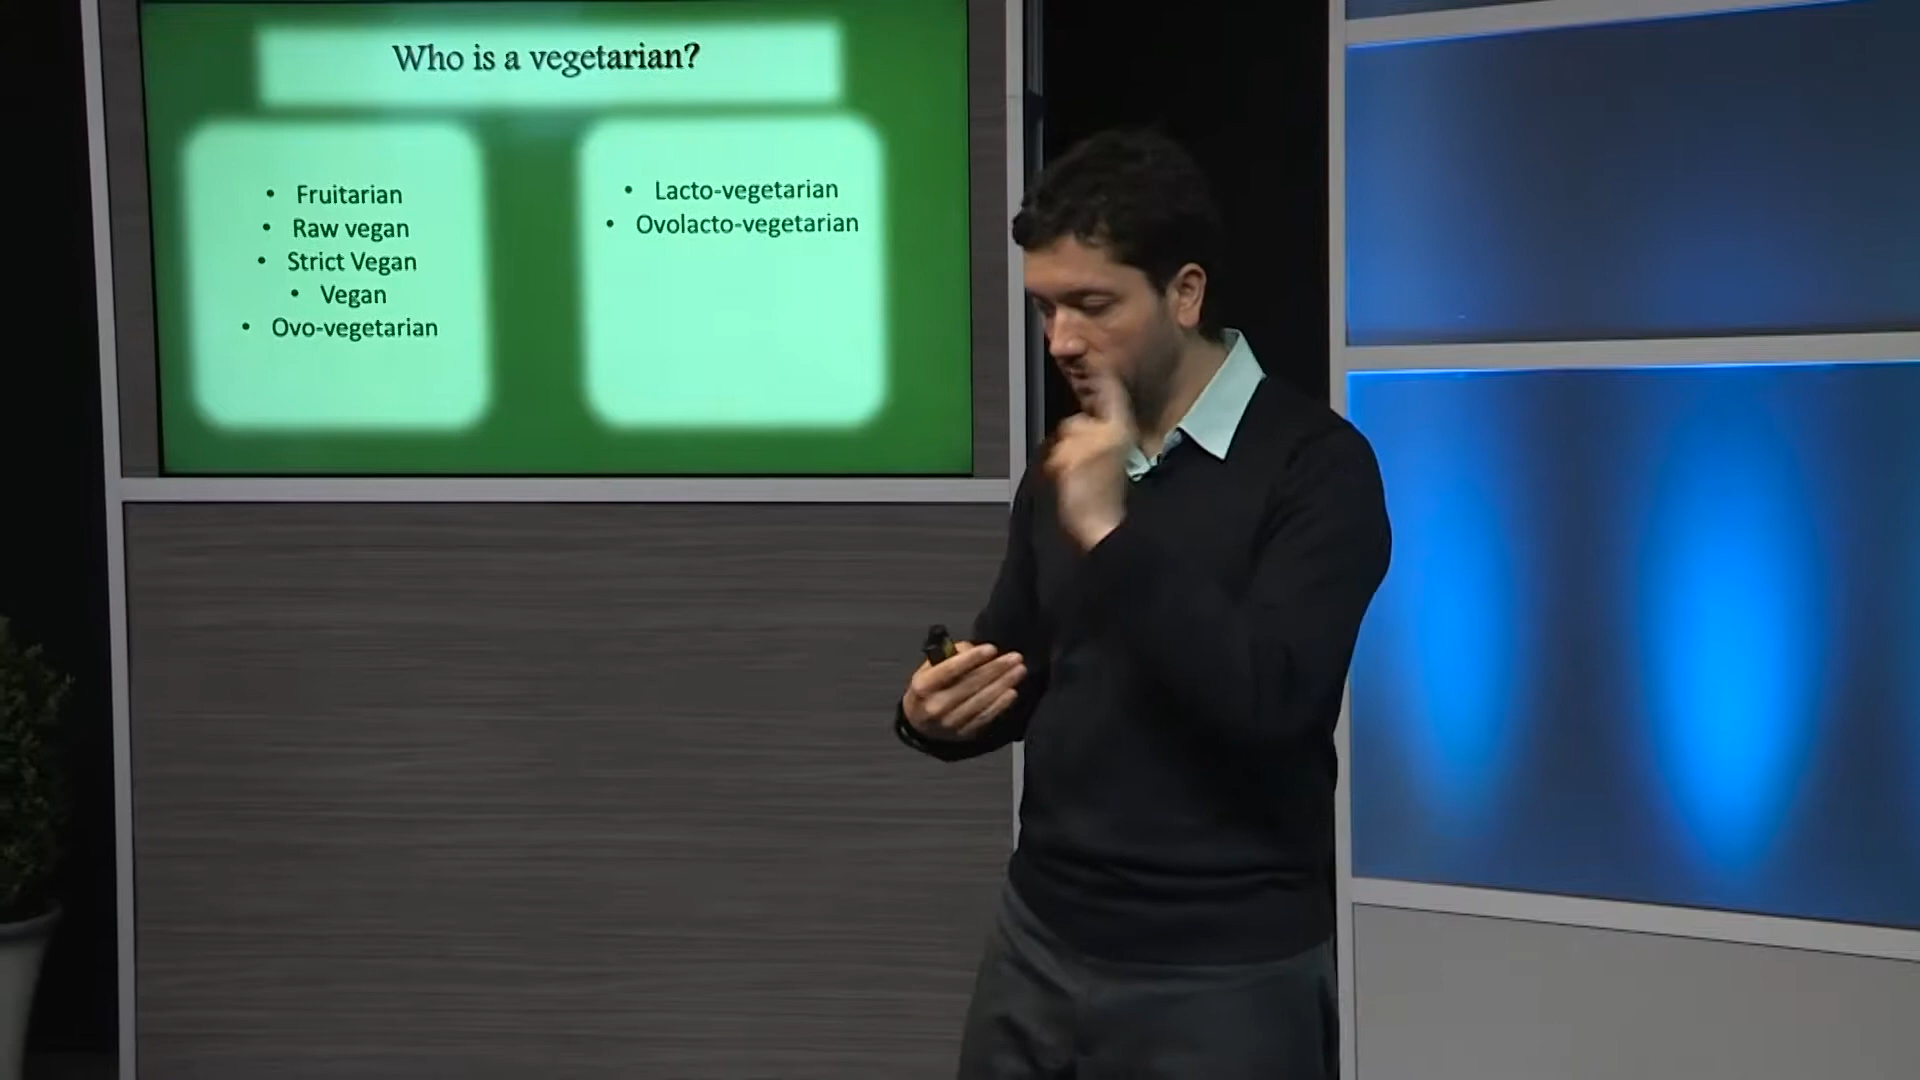 Who is a vegetarian?
• Fruitarian
• Raw vegan
• Strict Vegan
• Vegan
• Ovo-vegetarian
• Lacto-vegetarian
• Ovolacto-vegetarian